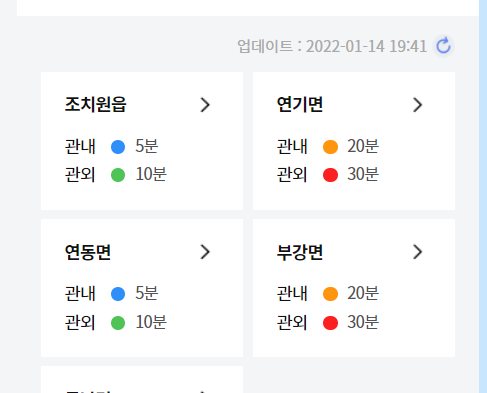 업데이트 : 2022-01-14 19:41
조치원읍
관내 5분
관외 10분
연기면
관내 20분
관외 30분
연동면
관내 5분
관외 10분
부강면
관내 20분
관외 30분